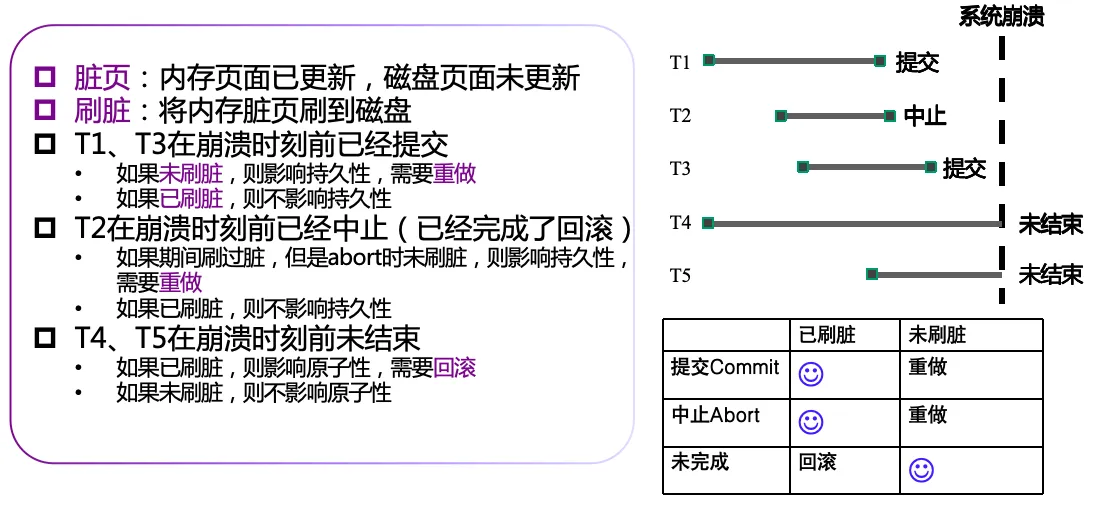 脏页：内存页面已更新，磁盘页面未更新
刷脏：将内存脏页刷到磁盘
T1、T3在崩溃时刻前已经提交
• 如果未刷脏，则影响持久性，需要重做
• 如果已刷脏，则不影响持久性
T2在崩溃时刻前已经中止（已经完成了回滚）
• 如果期间刷过脏，但是abort时未刷脏，则影响持久性，
需要重做
• 如果已刷脏，则不影响持久性
T4、T5在崩溃时刻前未结束
• 如果已刷脏，则影响原子性，需要回滚
• 如果未刷脏，则不影响原子性
系统崩溃
T1 提交
T2 中止
T3 提交
T4 未结束
T5 未结束
已刷脏 未刷脏
提交Commit 重做
中止Abort 重做
未完成 回滚